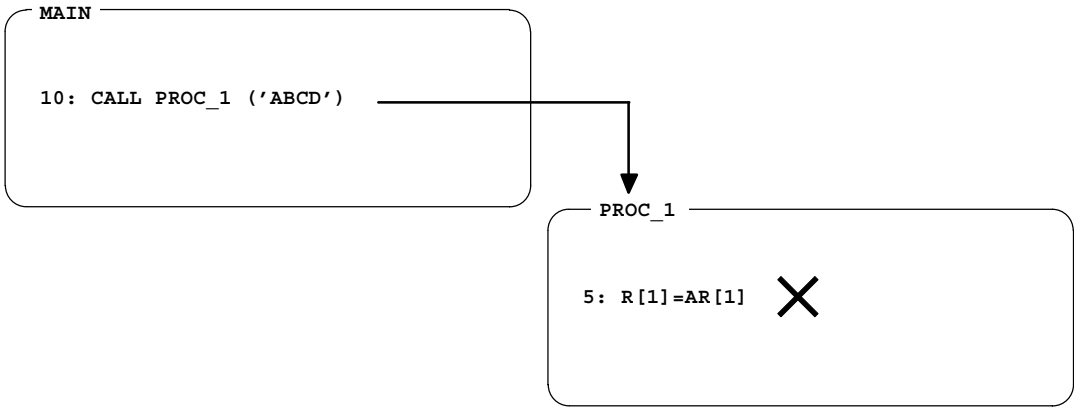 MAIN
10: CALL PROC_1 (’ABCD’)
PROC_1
5: R[1]=AR[1]